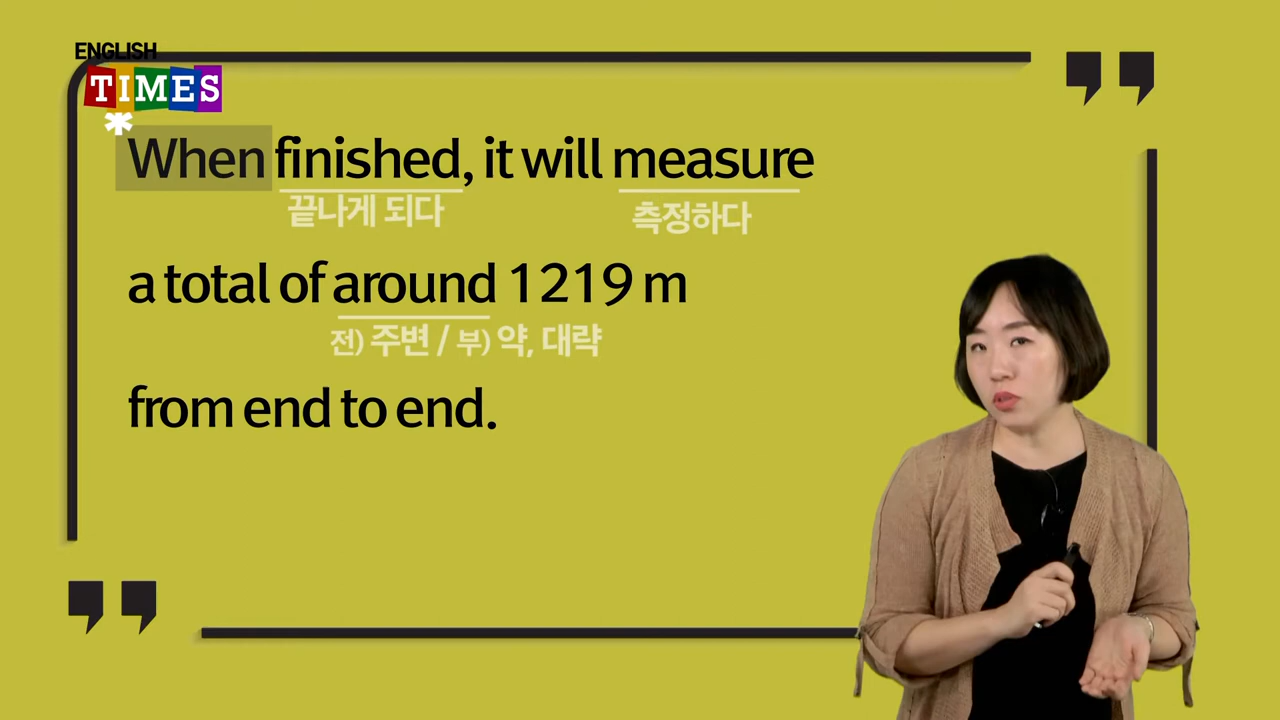 ENGLISH
TIMES
*
When finished, it will measure
끝나게 되다 측정하다
a total of around 1219 m
전) 주변 / 부) 약, 대략
from end to end.